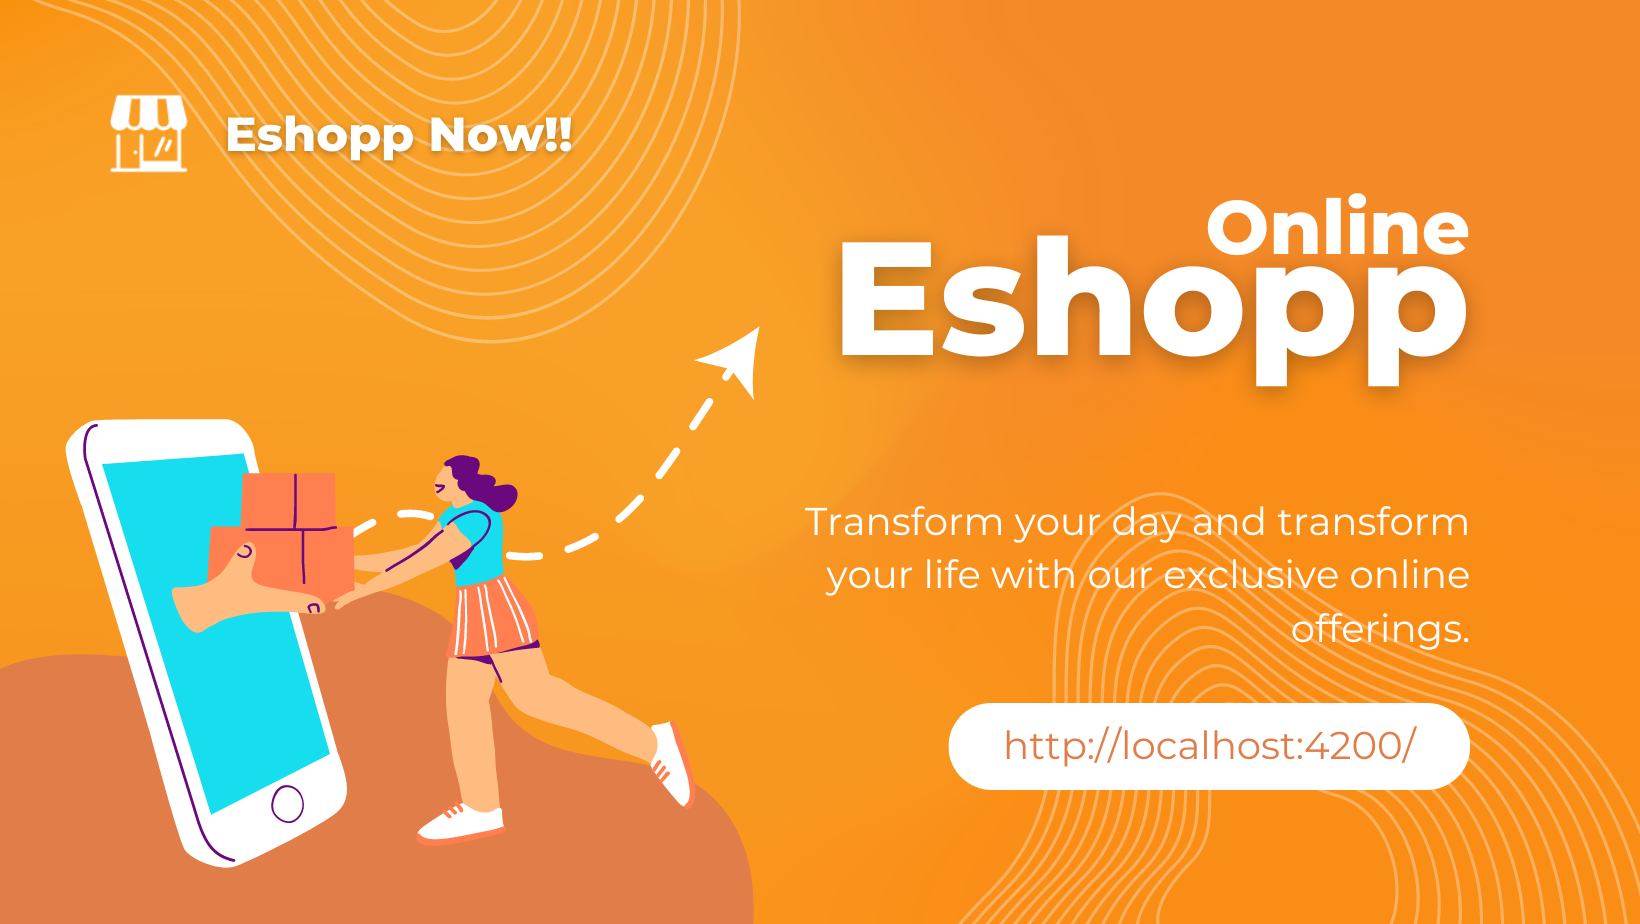 Eshopp Now!!
Online
Eshopp
Transform your day and transform
your life with our exclusive online
offerings.
http://localhost:4200/